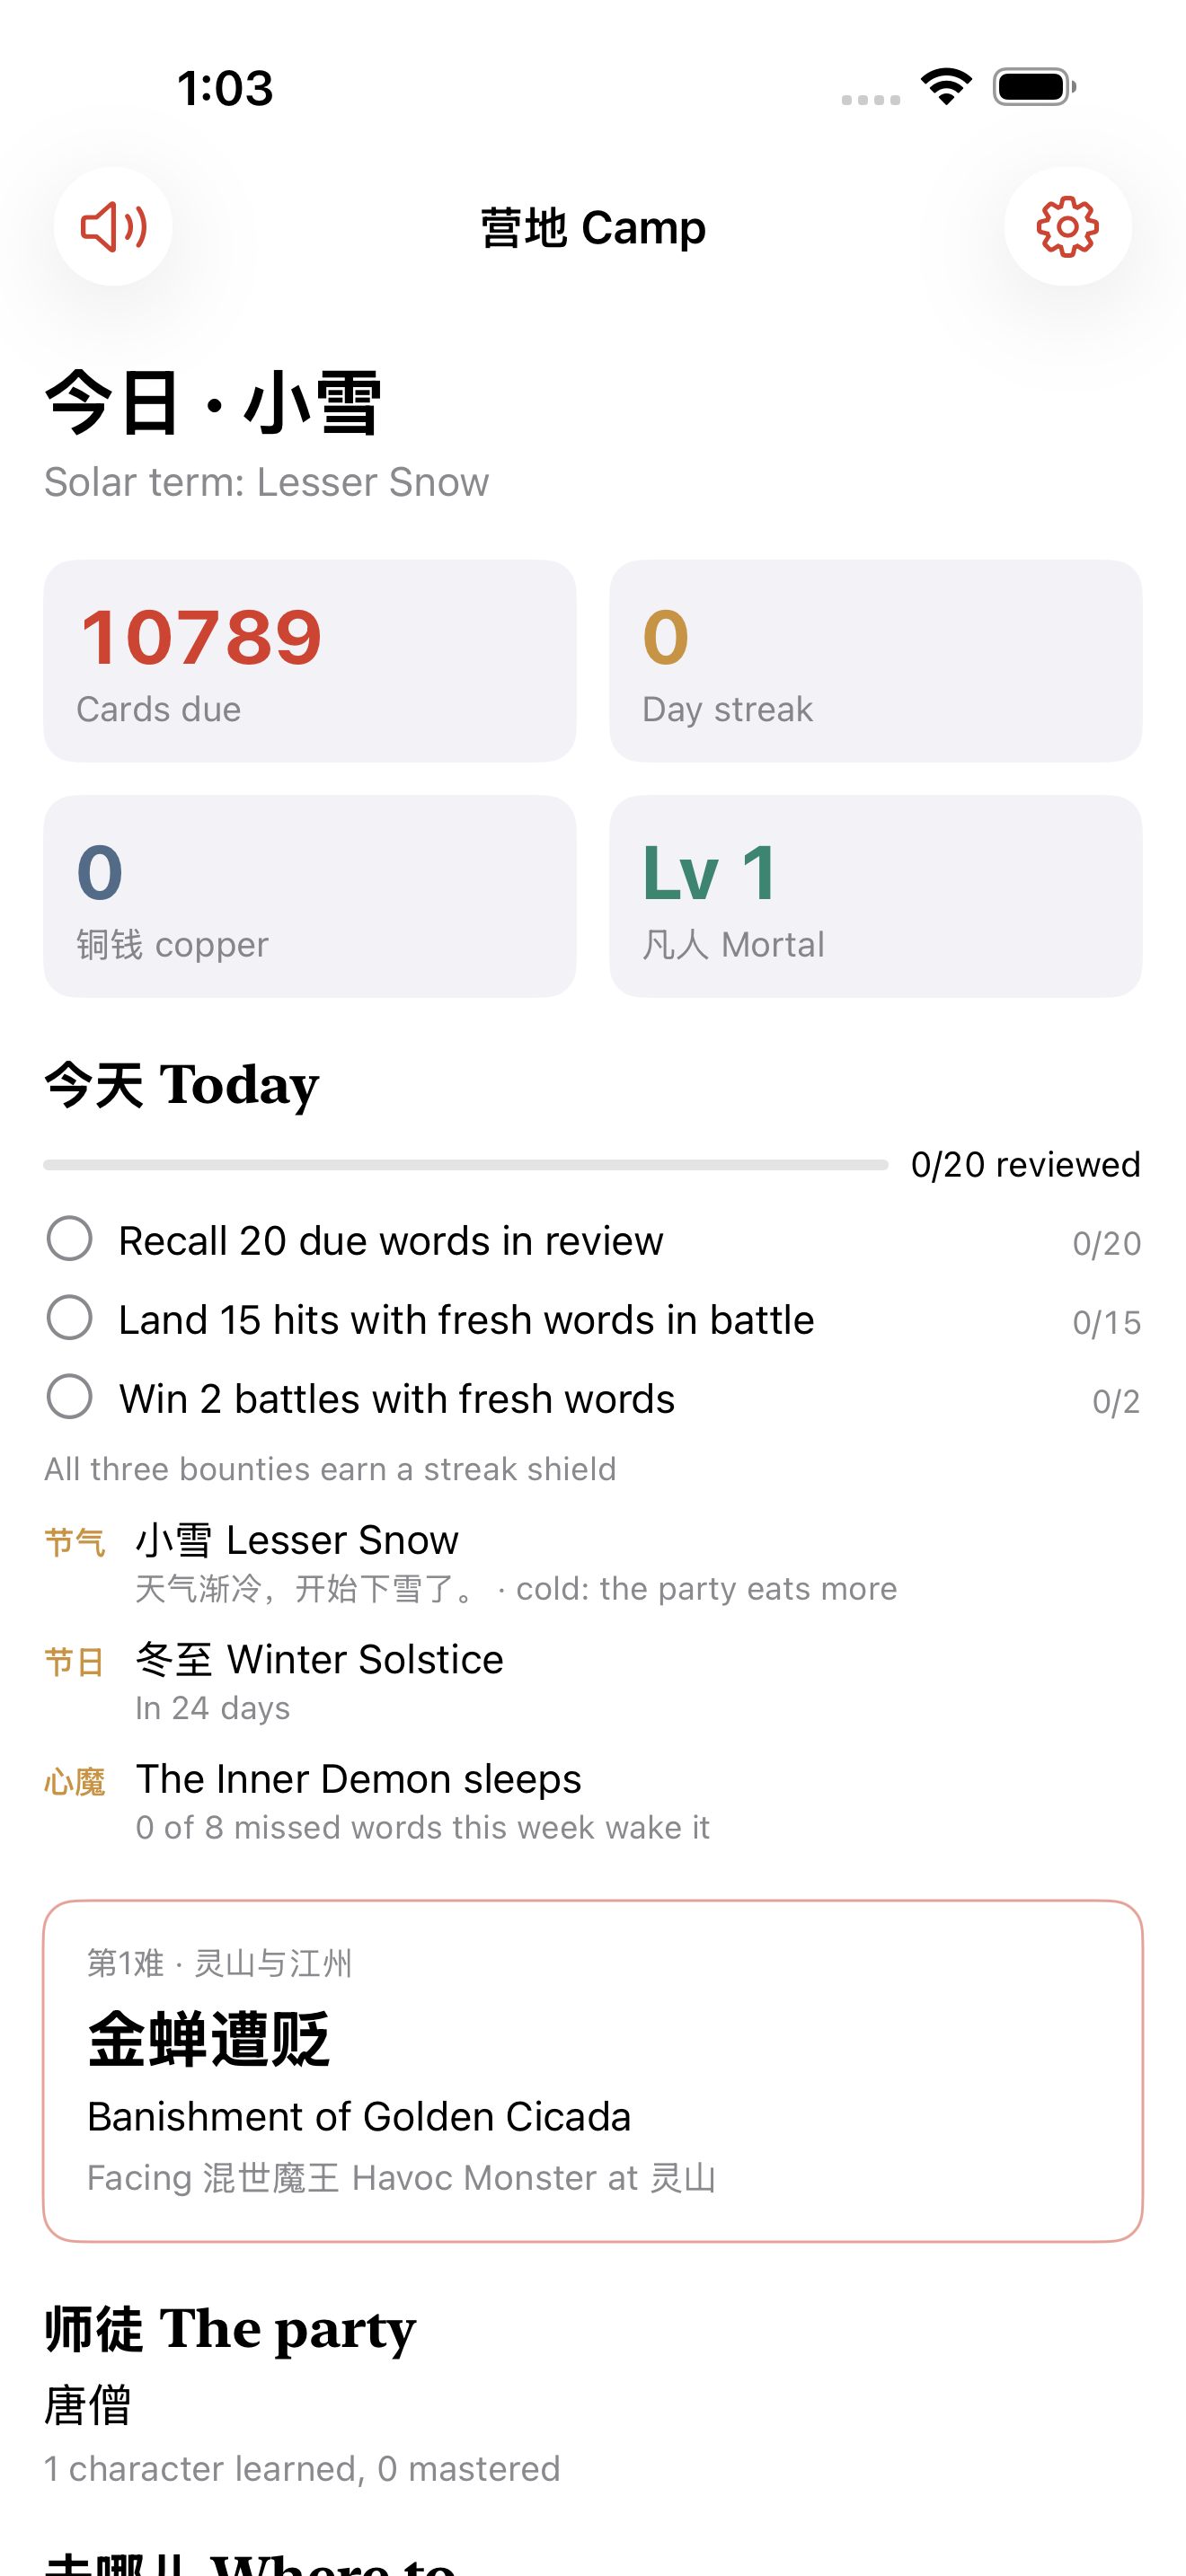 1:03
营地 Camp
今日 · 小雪
Solar term: Lesser Snow
10789
Cards due
0
Day streak
0
铜钱 copper
Lv 1
凡人 Mortal
今天 Today
0/20 reviewed
Recall 20 due words in review 0/20
Land 15 hits with fresh words in battle 0/15
Win 2 battles with fresh words 0/2
All three bounties earn a streak shield
节气 小雪 Lesser Snow
天气渐冷，开始下雪了。 · cold: the party eats more
节日 冬至 Winter Solstice
In 24 days
心魔 The Inner Demon sleeps
0 of 8 missed words this week wake it
第1难 · 灵山与江州
金蝉遭贬
Banishment of Golden Cicada
Facing 混世魔王 Havoc Monster at 灵山
师徒 The party
唐僧
1 character learned, 0 mastered
去哪儿 Where to